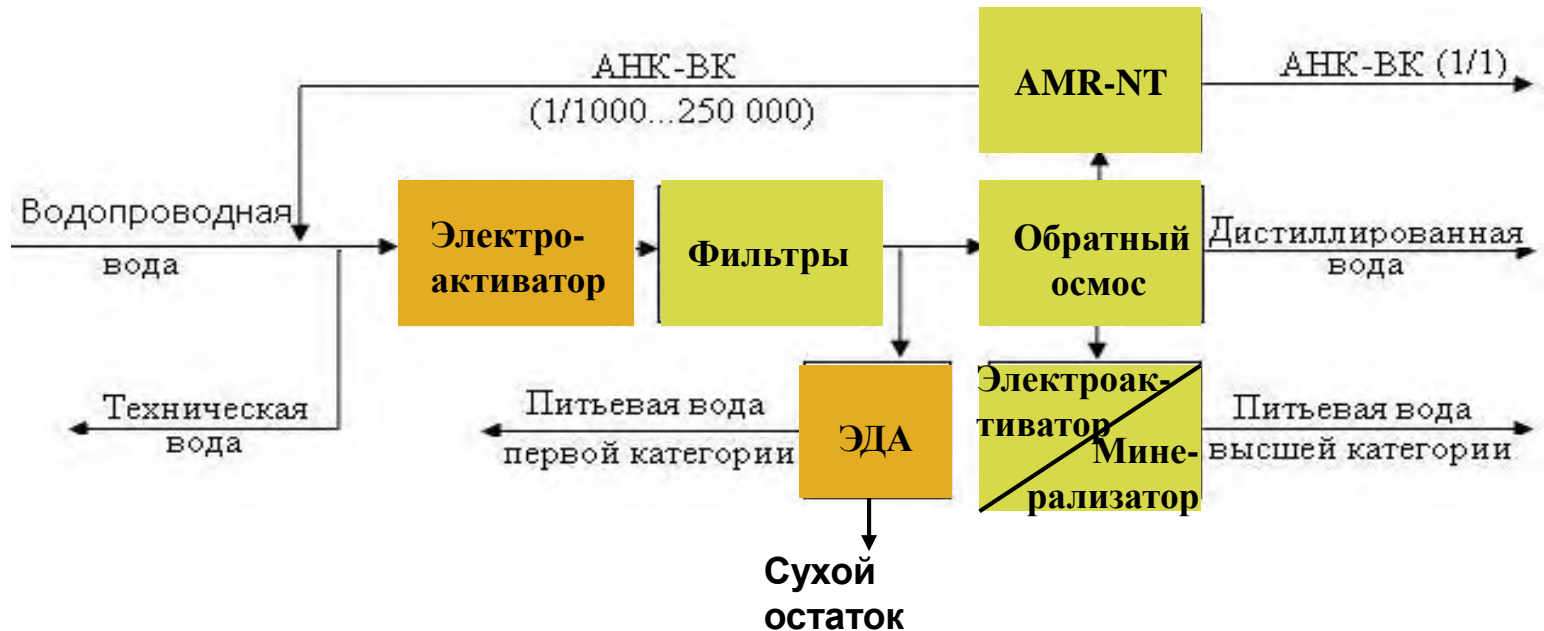 АНК-ВК
(1/1000...250 000)
AMR-NT
АНК-ВК (1/1)
Водопроводная
вода
Электро-
активатор
Фильтры
Обратный
осмос
Дистиллированная
вода
Техническая
вода
Питьевая вода
первой категории
ЭДА
Электроак-
тиватор
Мине-
рализатор
Питьевая вода
высшей категории
Сухой
остаток